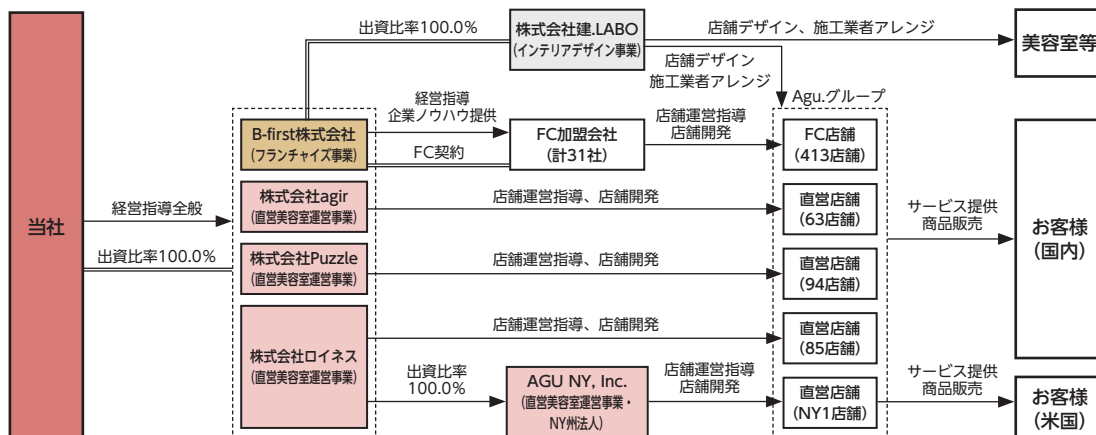 出資比率100.0%
株式会社建.LABO
(インテリアデザイン事業)
店舗デザイン、施工業者アレンジ
美容室等
店舗デザイン
施工業者アレンジ
Agu.グループ
B-first株式会社
(フランチャイズ事業)
経営指導
企業ノウハウ提供
FC契約
FC加盟会社
(計31社)
店舗運営指導
店舗開発
FC店舗
(413店舗)
当社
経営指導全般
出資比率100.0%
株式会社agir
(直営美容室運営事業)
店舗運営指導、店舗開発
直営店舗
(63店舗)
サービス提供
商品販売
お客様
(国内)
株式会社Puzzle
(直営美容室運営事業)
店舗運営指導、店舗開発
直営店舗
(94店舗)
株式会社ロイネス
(直営美容室運営事業)
店舗運営指導、店舗開発
直営店舗
(85店舗)
出資比率
100.0%
AGU NY, Inc.
(直営美容室運営事業・
NY州法人)
店舗運営指導
店舗開発
直営店舗
(NY1店舗)
サービス提供
商品販売
お客様
(米国)